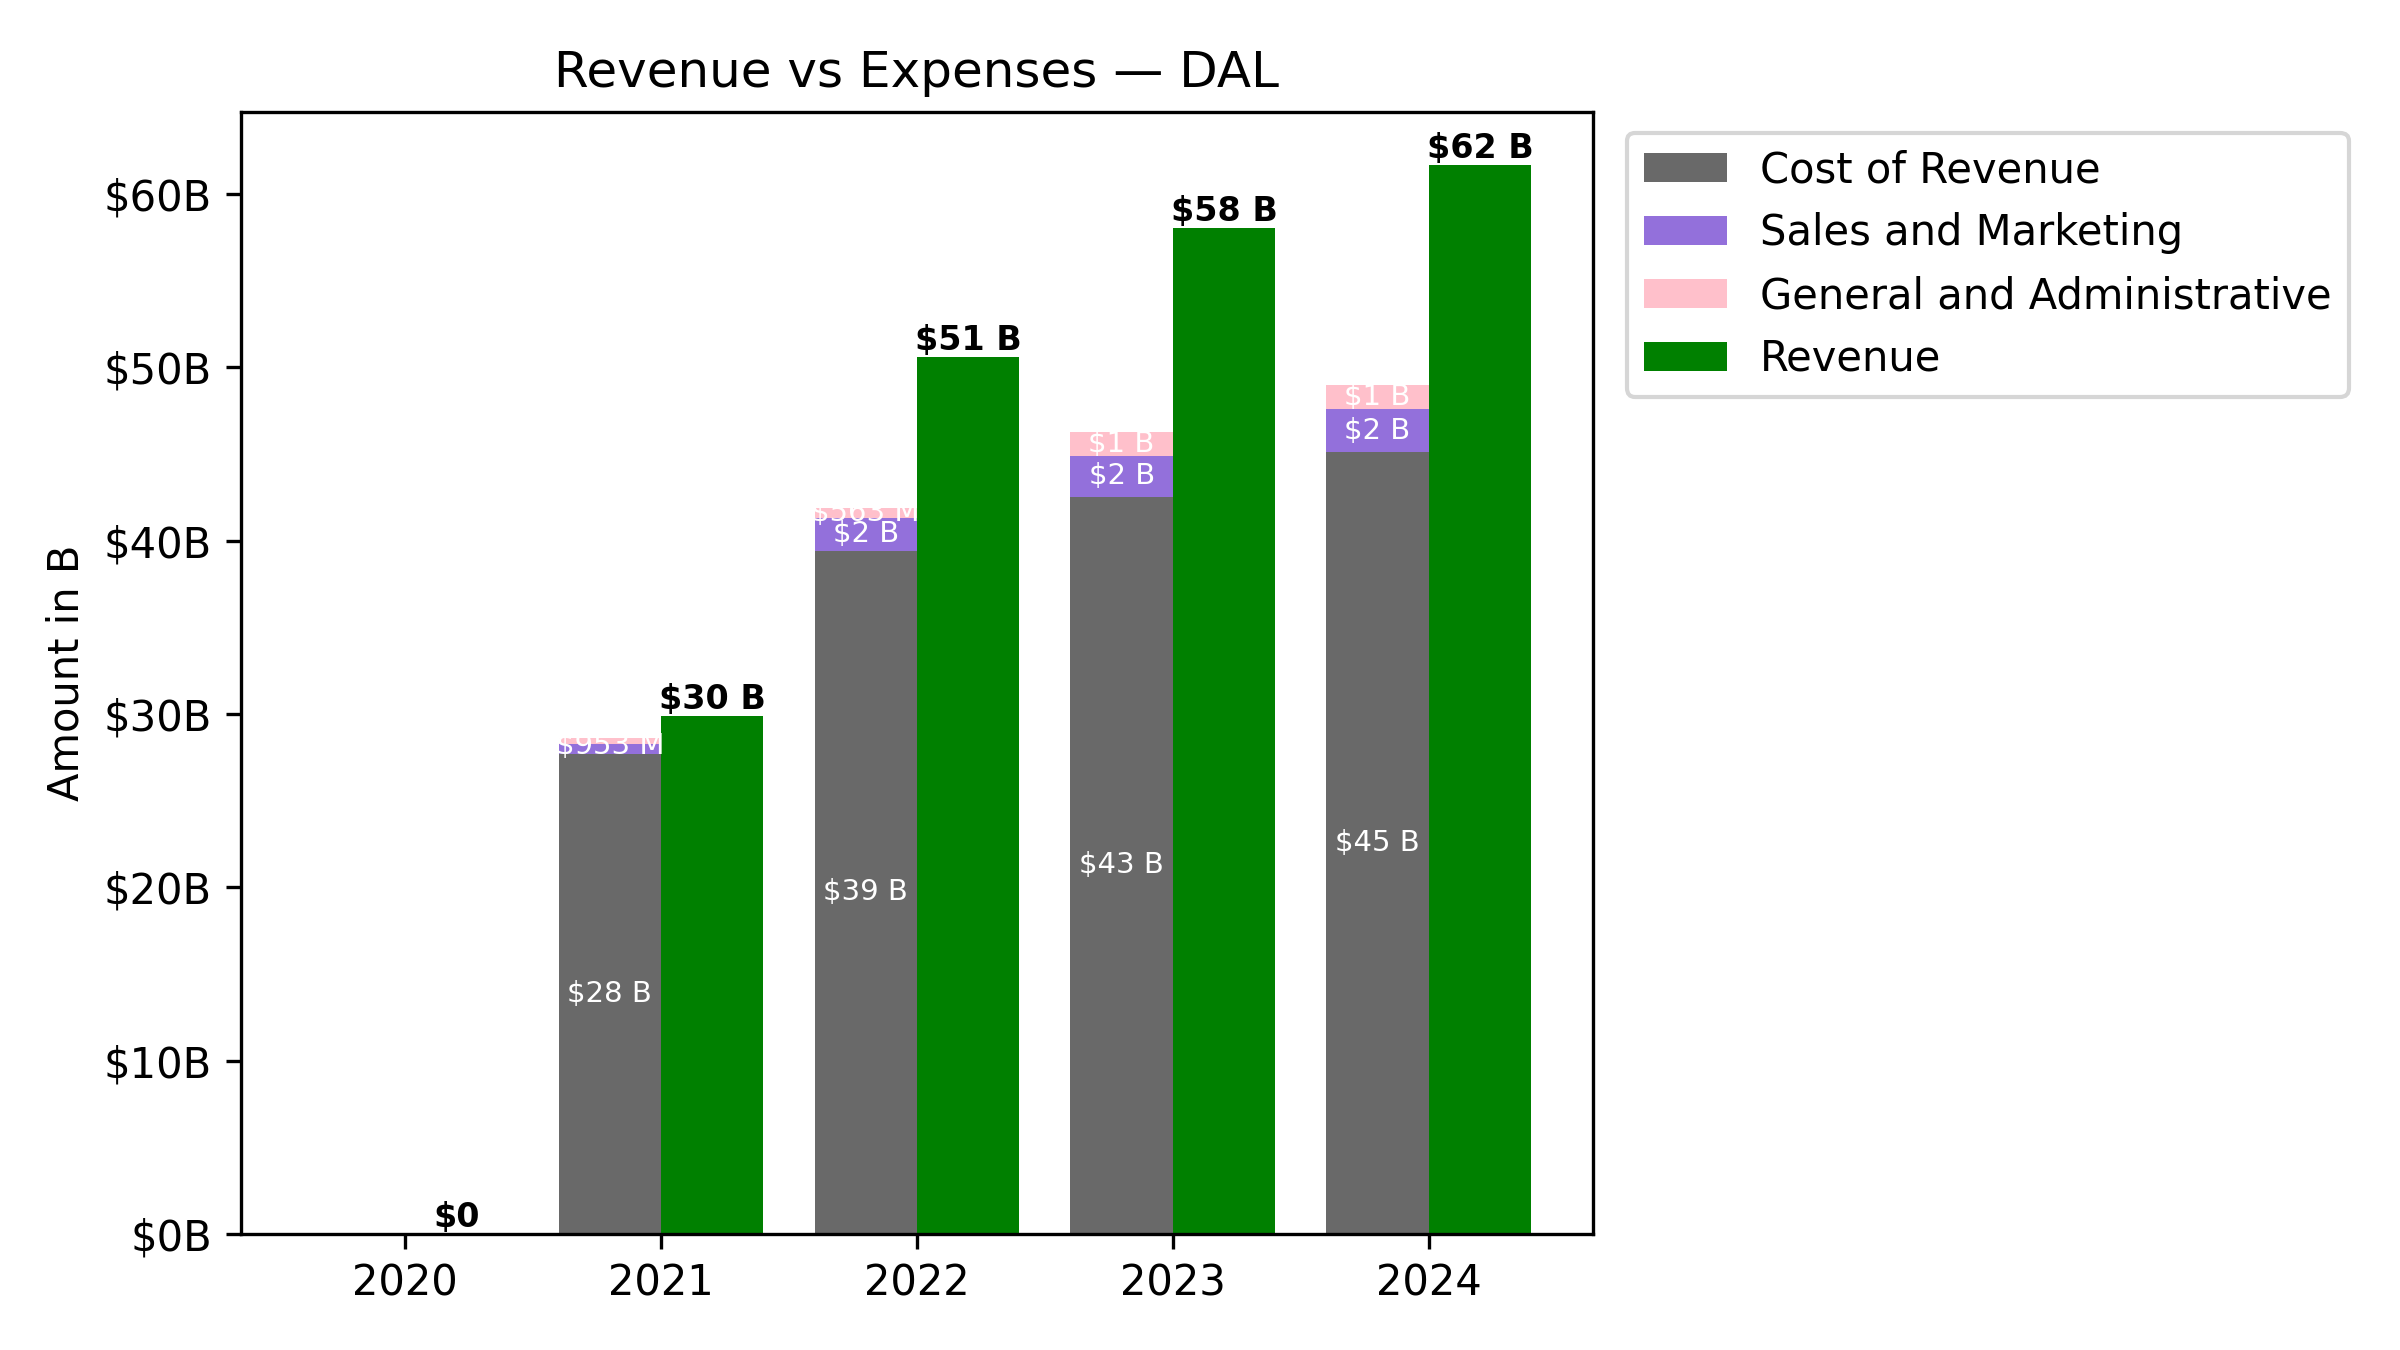 Revenue vs Expenses — DAL
Cost of Revenue
Sales and Marketing
General and Administrative
Revenue
Amount in B
$60B
$50B
$40B
$30B
$20B
$10B
$0B
$0
$953 M
$28 B
$30 B
$563 M
$2 B
$39 B
$51 B
$1 B
$2 B
$43 B
$58 B
$1 B
$2 B
$45 B
$62 B
2020
2021
2022
2023
2024